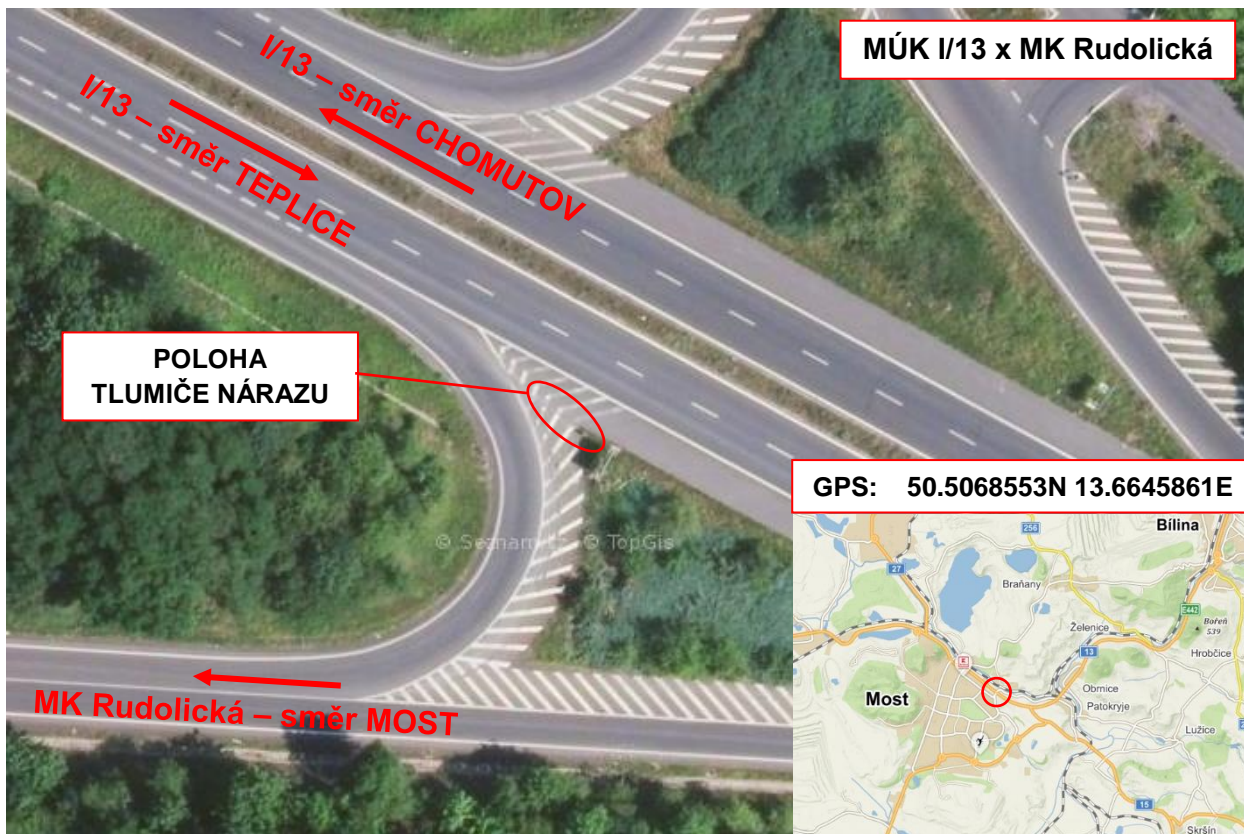 MÚK I/13 x MK Rudolická
I/13 – směr CHOMUTOV
I/13 – směr TEPLICE
POLOHA
TLUMIČE NÁRAZU
GPS: 50.5068553N 13.6645861E
© Seznam.cz, © TopGis
MK Rudolická – směr MOST
256
Bílina
27
Braňany
E442
Bořeň
539
Želenice
13
Hrobčice
Most
Obrnice
Patokryje
Lužice
15
Skršín